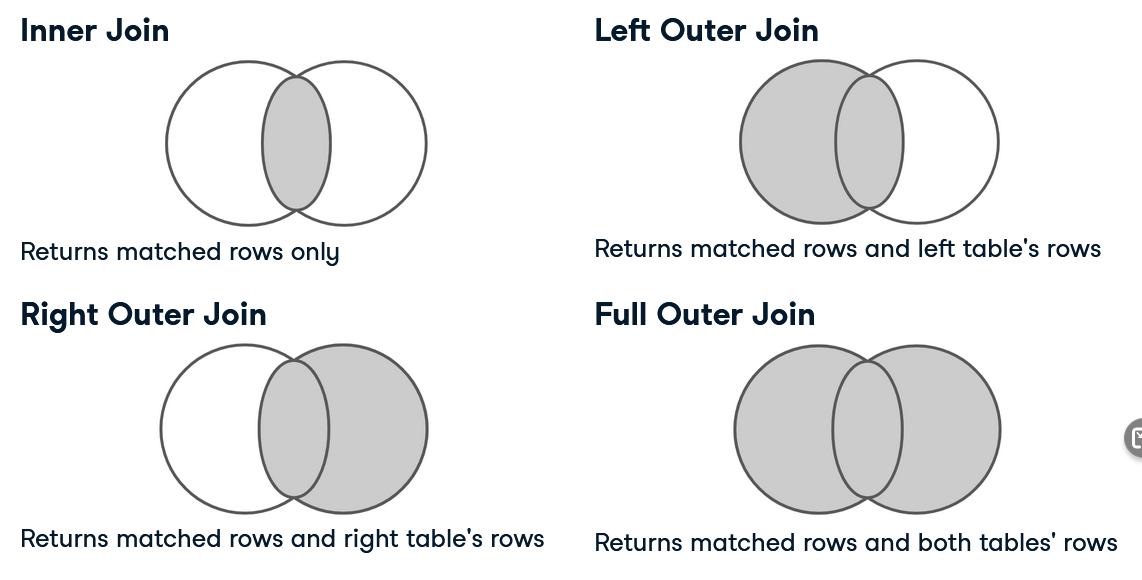 Inner Join
Returns matched rows only
Left Outer Join
Returns matched rows and left table's rows
Right Outer Join
Returns matched rows and right table's rows
Full Outer Join
Returns matched rows and both tables' rows